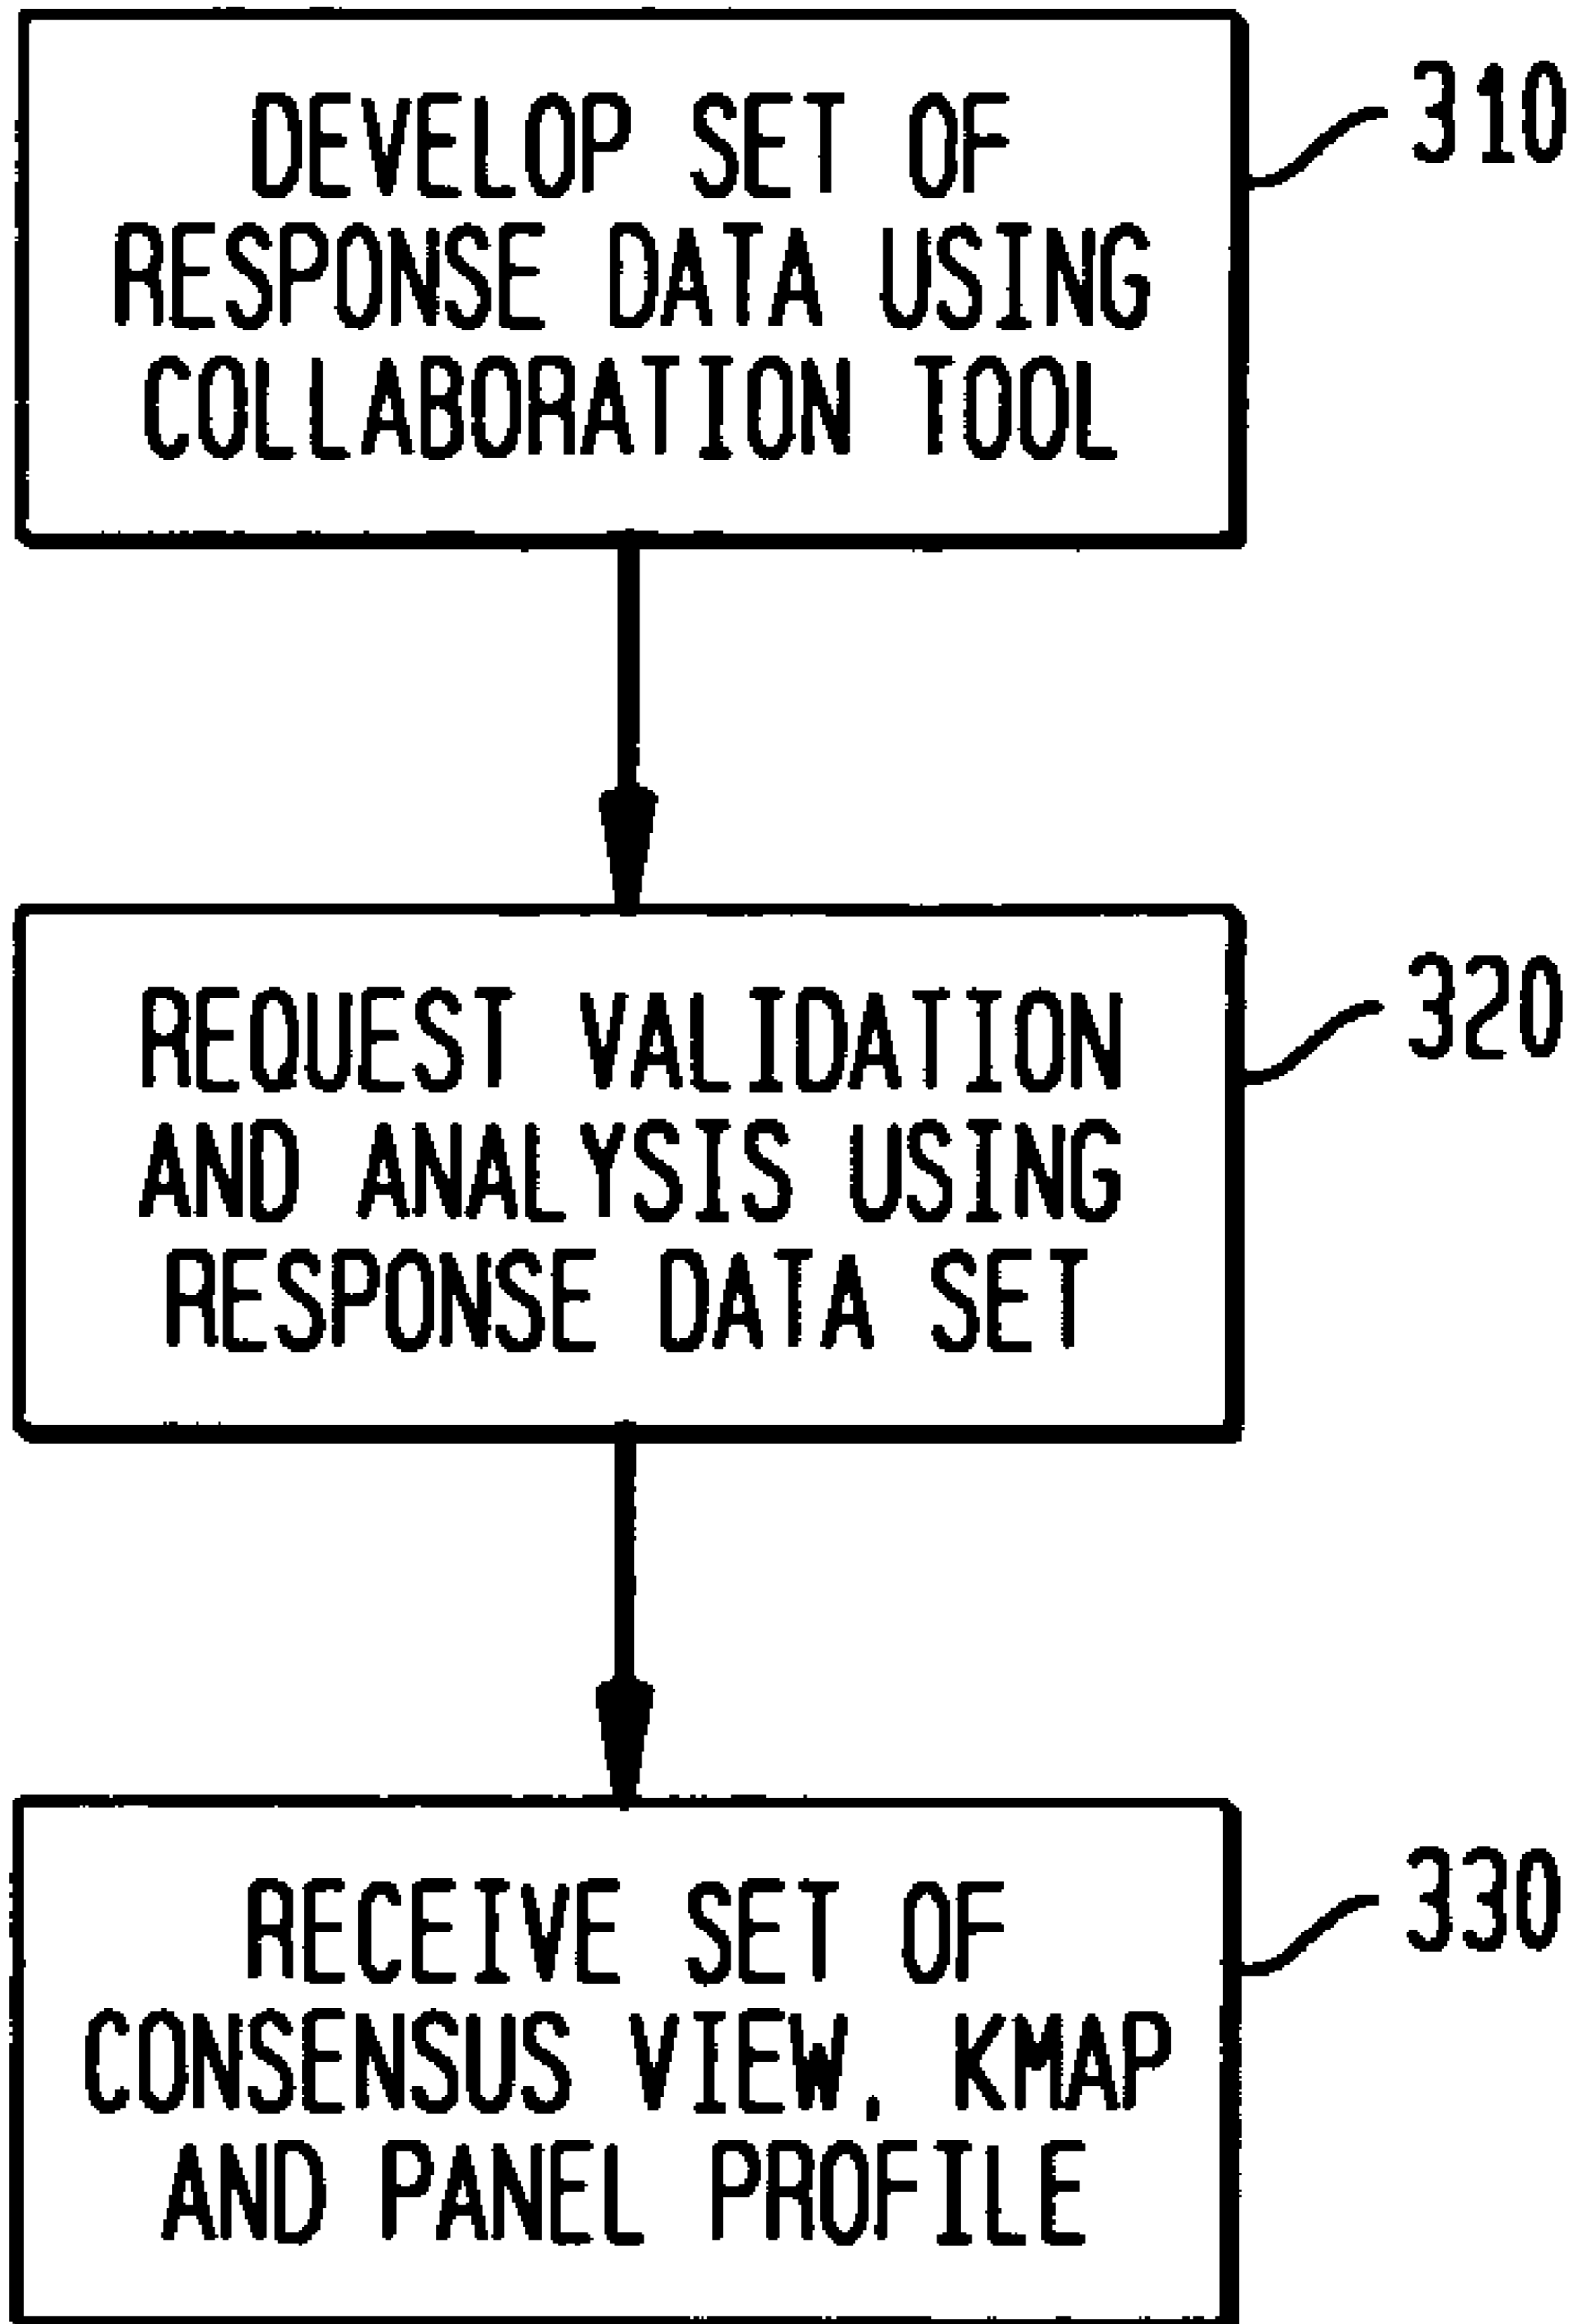 DEVELOP SET OF
RESPONSE DATA USING
COLLABORATION TOOL
310
REQUEST VALIDATION
AND ANALYSIS USING
RESPONSE DATA SET
320
RECEIVE SET OF
CONSENSUS VIEW, KMAP
AND PANEL PROFILE
330